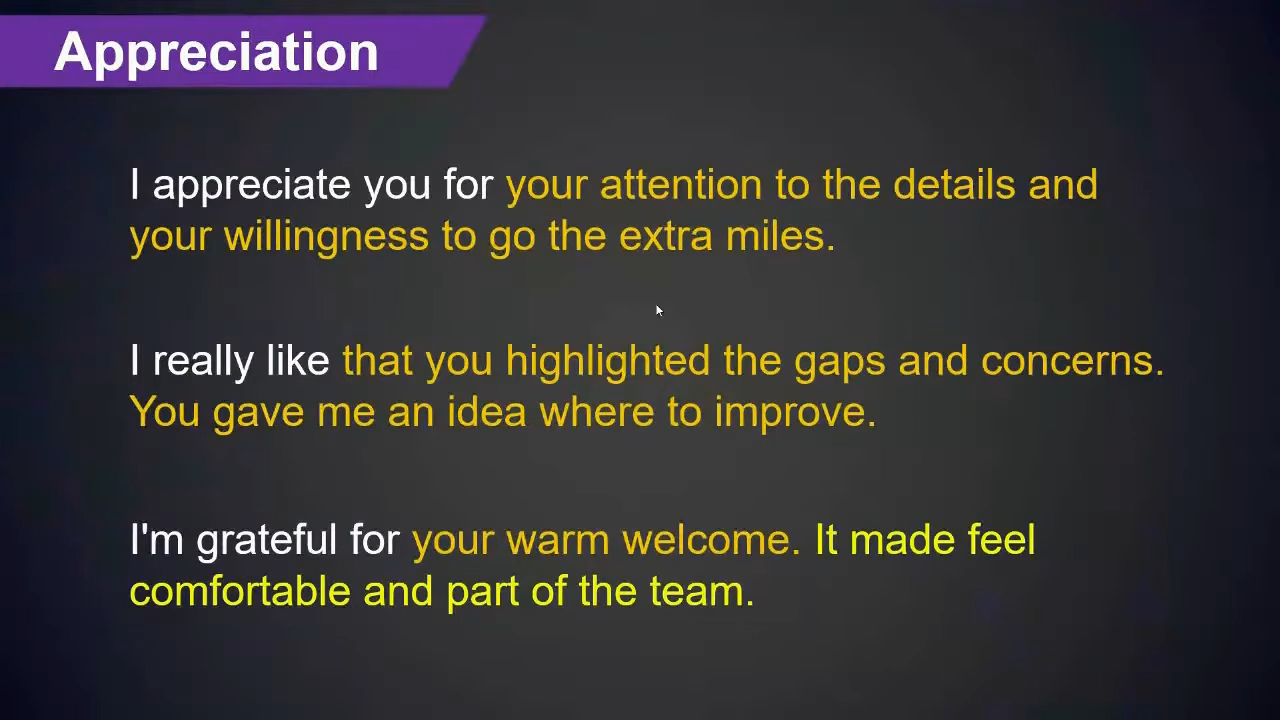 Appreciation
I appreciate you for your attention to the details and
your willingness to go the extra miles.
I really like that you highlighted the gaps and concerns.
You gave me an idea where to improve.
I'm grateful for your warm welcome. It made feel
comfortable and part of the team.